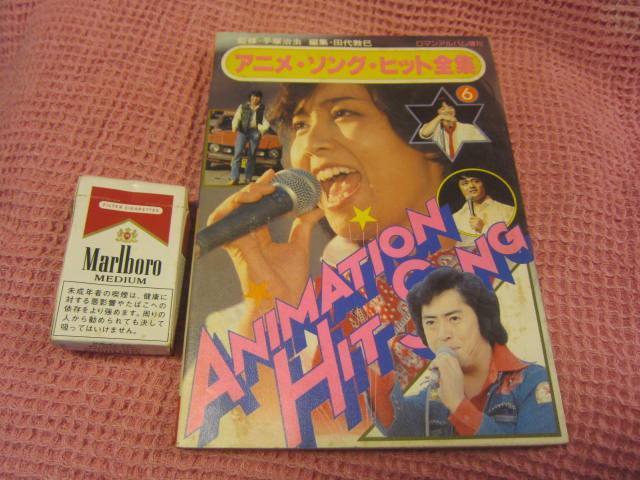 監修・手塚治虫 編集・田代敦巳
ロマンアルバム増刊
アニメ・ソング・ヒット全集
6
ANIMATION
HIT SONG
FILTER CIGARETTES
Marlboro
MEDIUM
未成年者の喫煙は、健康に
対する悪影響やたばこへの
依存をより強めます。周りの
人から勧められても決して
吸ってはいけません。